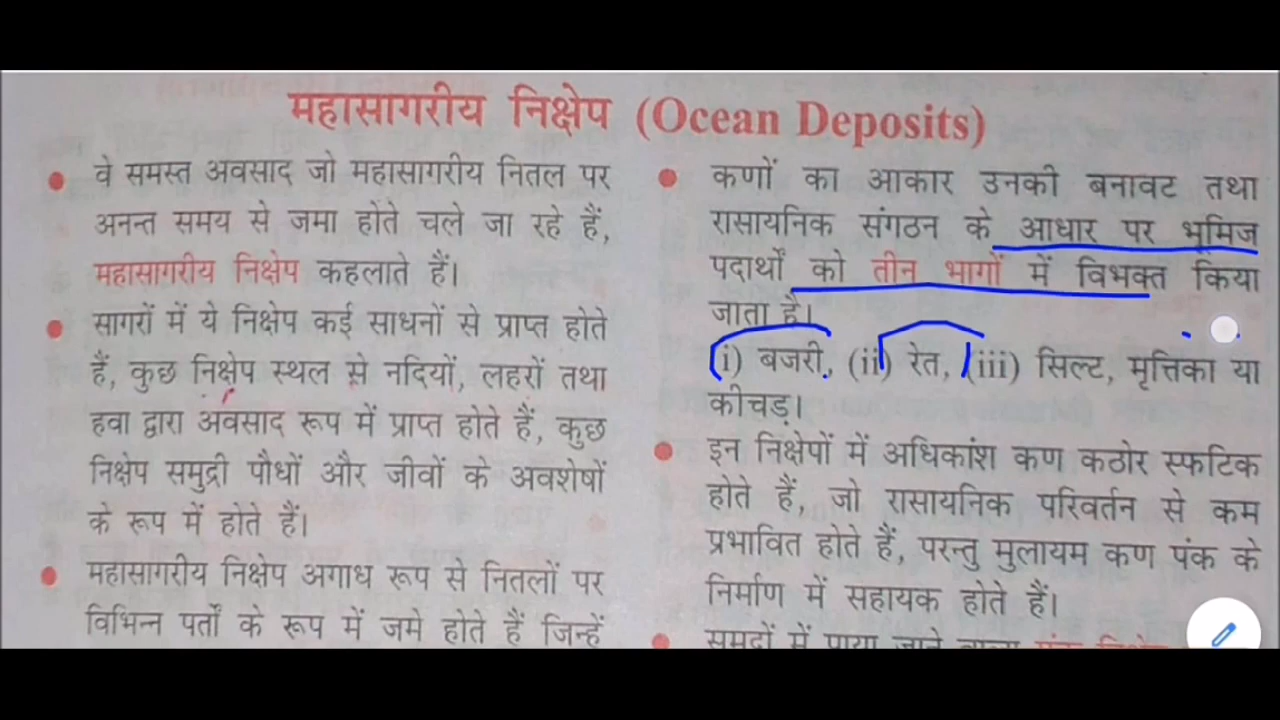 महासागरीय निक्षेप (Ocean Deposits)
वे समस्त अवसाद जो महासागरीय नितल पर
अनन्त समय से जमा होते चले जा रहे हैं,
महासागरीय निक्षेप कहलाते हैं।
सागरों में ये निक्षेप कई साधनों से प्राप्त होते
हैं, कुछ निक्षेप स्थल से नदियों, लहरों तथा
हवा द्वारा अवसाद रूप में प्राप्त होते हैं, कुछ
निक्षेप समुद्री पौधों और जीवों के अवशेषों
के रूप में होते हैं।
महासागरीय निक्षेप अगाध रूप से नितलों पर
विभिन्न पर्तों के रूप में जमे होते हैं जिन्हें
कणों का आकार उनकी बनावट तथा
रासायनिक संगठन के आधार पर भूमिज
पदार्थों को तीन भागों में विभक्त किया
जाता है।
(i) बजरी, (ii) रेत, (iii) सिल्ट, मृत्तिका या
कीचड़।
इन निक्षेपों में अधिकांश कण कठोर स्फटिक
होते हैं, जो रासायनिक परिवर्तन से कम
प्रभावित होते हैं, परन्तु मुलायम कण पंक के
निर्माण में सहायक होते हैं।
में पाया जाने वाला